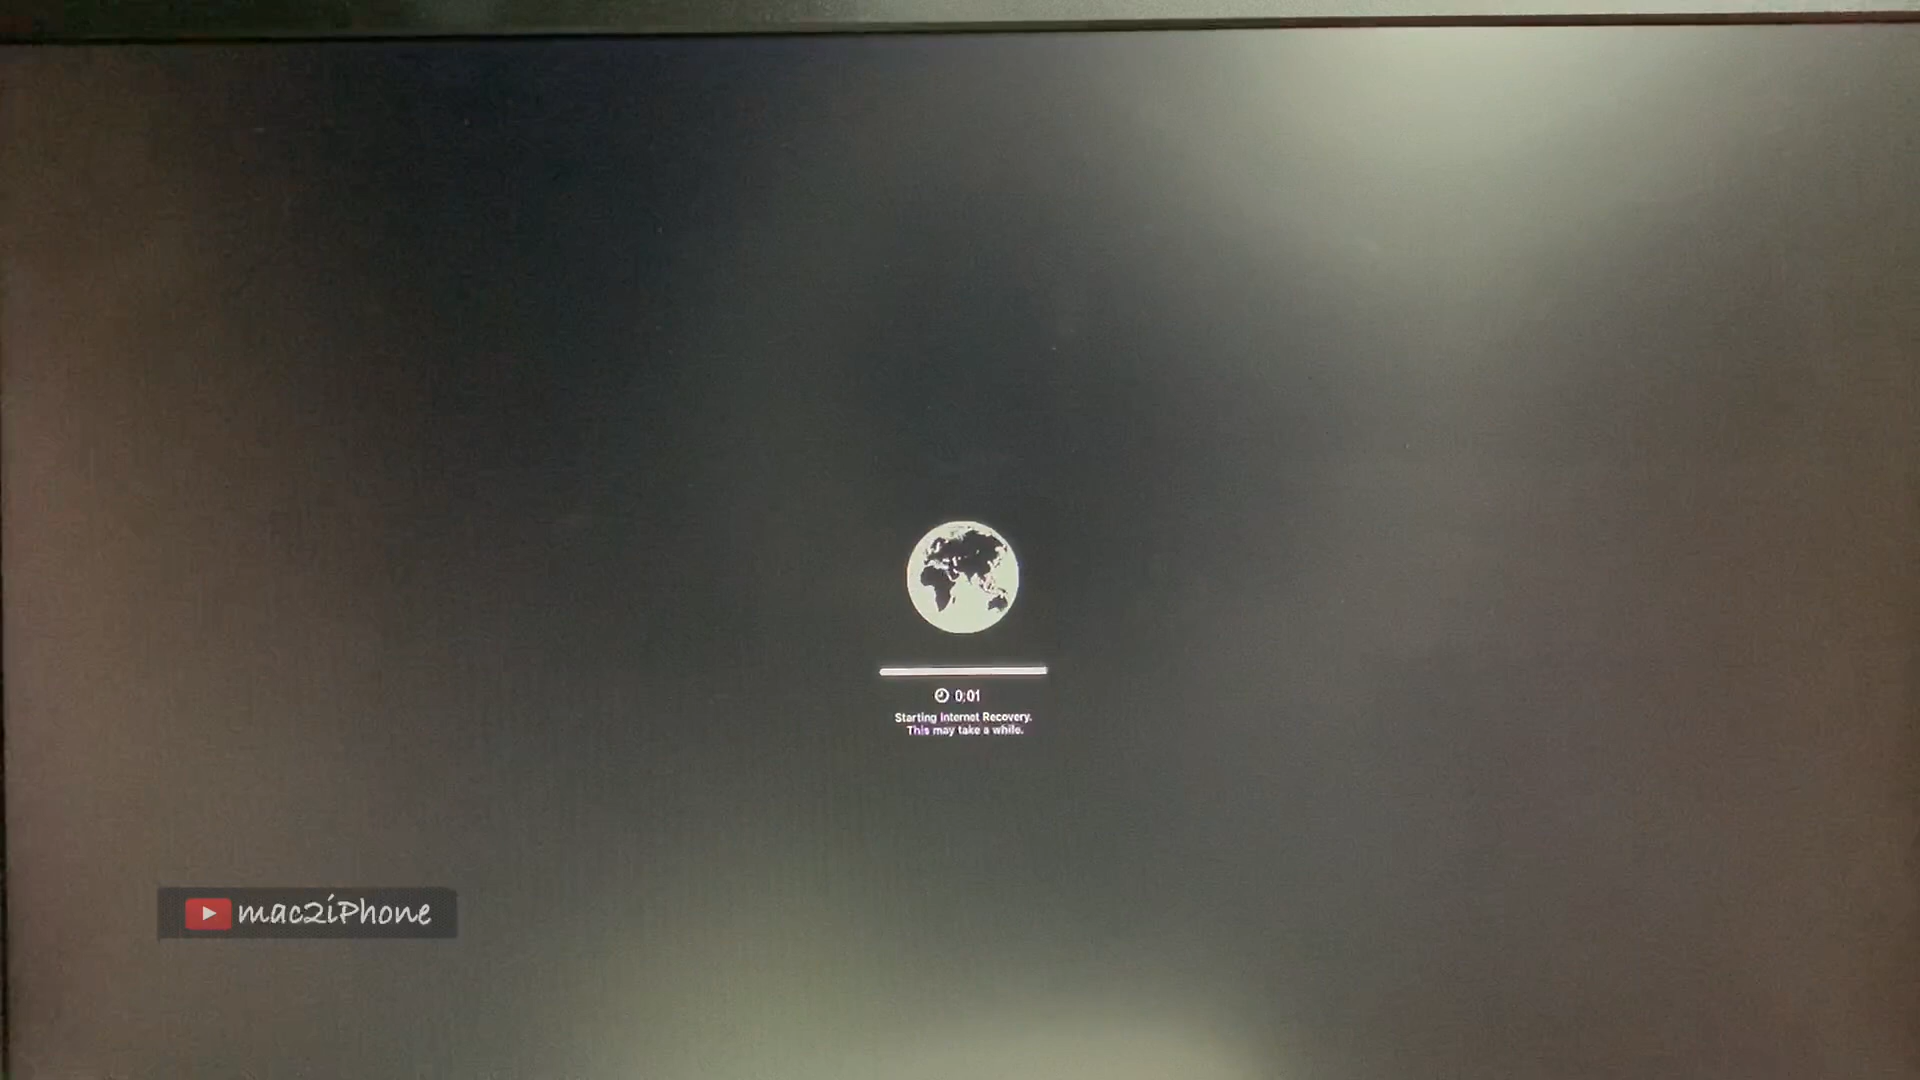 0:01
Starting Internet Recovery.
This may take a while.
mac2iPhone